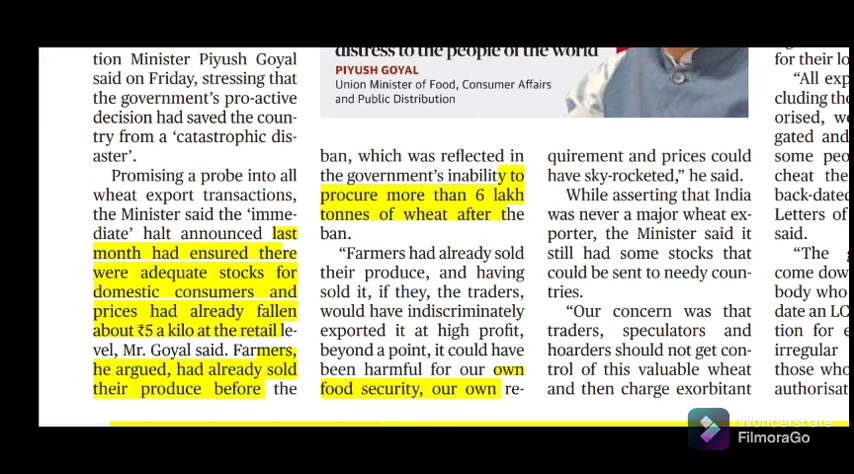 tion Minister Piyush Goyal
said on Friday, stressing that
the government's pro-active
decision had saved the coun-
try from a 'catastrophic dis-
aster'.
Promising a probe into all
wheat export transactions,
the Minister said the 'imme-
diate' halt announced last
month had ensured there
were adequate stocks for
domestic consumers and
prices had already fallen
about ₹5 a kilo at the retail le-
vel, Mr. Goyal said. Farmers,
he argued, had already sold
their produce before the
distress to the people of the world
PIYUSH GOYAL
Union Minister of Food, Consumer Affairs
and Public Distribution
ban, which was reflected in
the government's inability to
procure more than 6 lakh
tonnes of wheat after the
ban.
"Farmers had already sold
their produce, and having
sold it, if they, the traders,
would have indiscriminately
exported it at high profit,
beyond a point, it could have
been harmful for our own
food security, our own re-
quirement and prices could
have sky-rocketed," he said.
While asserting that India
was never a major wheat ex-
porter, the Minister said it
still had some stocks that
could be sent to needy coun-
tries.
"Our concern was that
traders, speculators and
hoarders should not get con-
trol of this valuable wheat
and then charge exorbitant
for their lo
"All exp
cluding the
orised, we
gated and
some peo
cheat the
back-dated
Letters of
said.
"The
come dow
body who
date an LC
tion for e
irregular
those who
authorisat
Wondershare
FilmoraGo